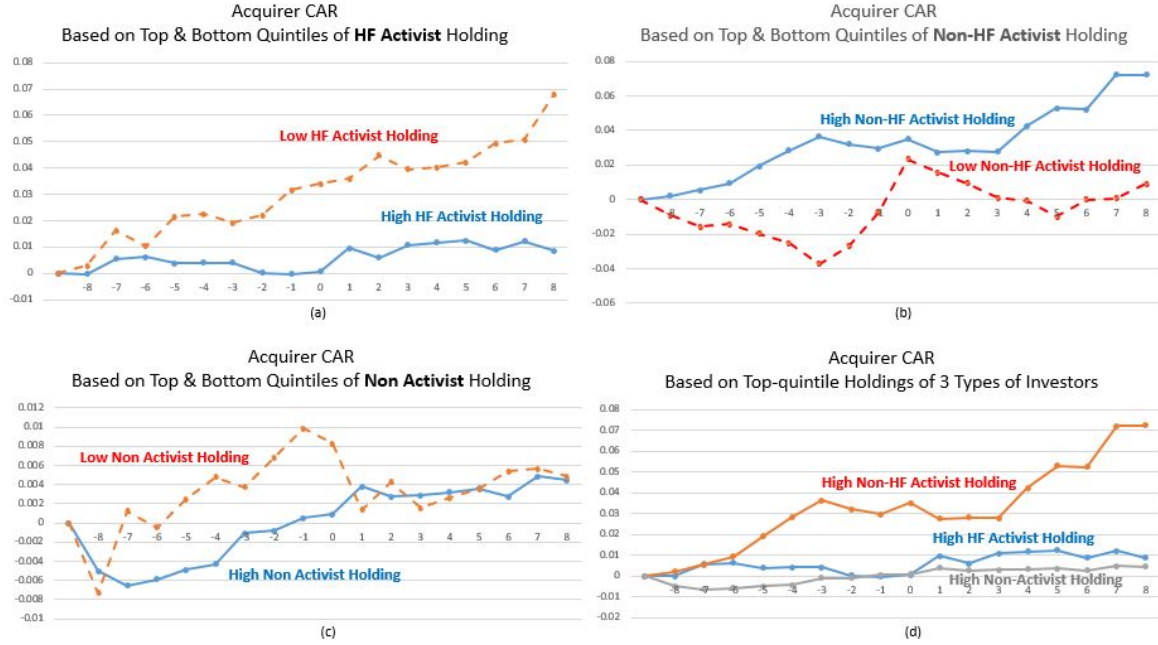 Acquirer CAR
Based on Top & Bottom Quintiles of HF Activist Holding
0.08
0.07
0.06
0.05
0.04
0.03
0.02
0.01
0
-0.01
Low HF Activist Holding
High HF Activist Holding
-8 -7 -6 -5 -4 -3 -2 -1 0 1 2 3 4 5 6 7 8
(a)
Acquirer CAR
Based on Top & Bottom Quintiles of Non-HF Activist Holding
0.08
0.06
0.04
0.02
0
-0.02
-0.04
-0.06
High Non-HF Activist Holding
Low Non-HF Activist Holding
-8 -7 -6 -5 -4 -3 -2 -1 0 1 2 3 4 5 6 7 8
(b)
Acquirer CAR
Based on Top & Bottom Quintiles of Non Activist Holding
0.012
0.01
0.008
0.006
0.004
0.002
0
-0.002
-0.004
-0.006
-0.008
-0.01
Low Non Activist Holding
-8 -7 -6 -5 -4 -3 -2 -1 0 1 2 3 4 5 6 7 8
High Non Activist Holding
(c)
Acquirer CAR
Based on Top-quintile Holdings of 3 Types of Investors
0.08
0.07
0.06
0.05
0.04
0.03
0.02
0.01
0
-0.01
-0.02
High Non-HF Activist Holding
High HF Activist Holding
High Non-Activist Holding
-8 -7 -6 -5 -4 -3 -2 -1 0 1 2 3 4 5 6 7 8
(d)